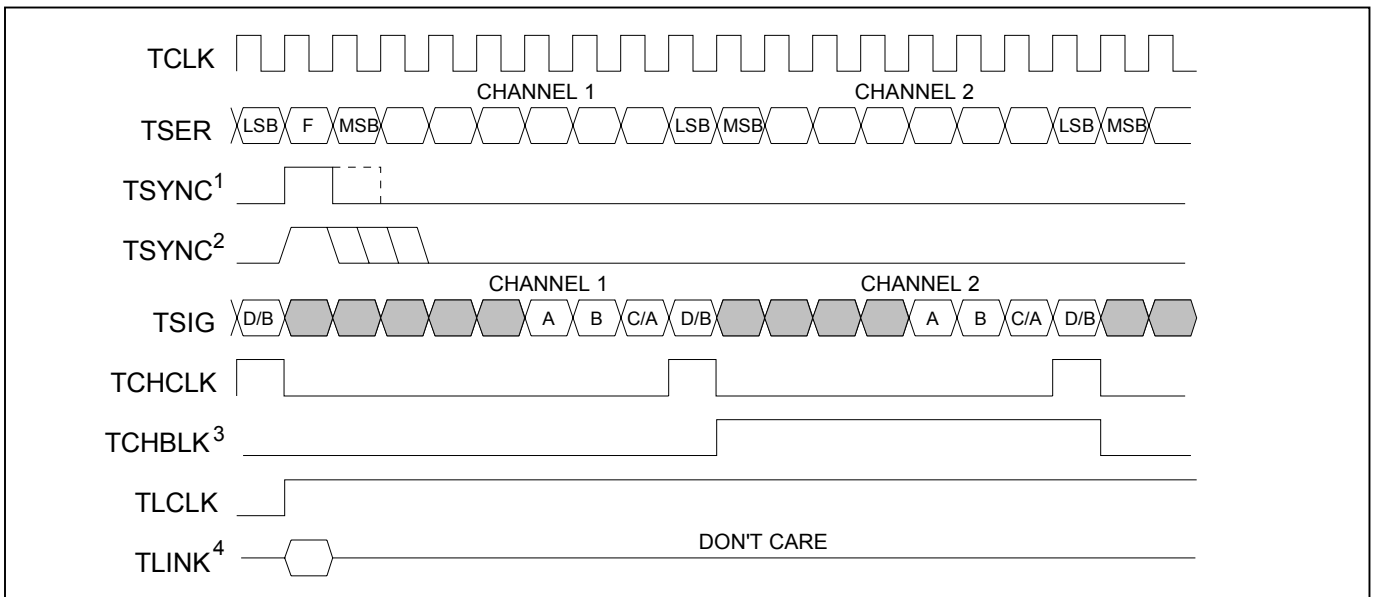 TCLK
CHANNEL 1 CHANNEL 2
TSER LSB F MSB LSB MSB LSB MSB
TSYNC1
TSYNC2
CHANNEL 1 CHANNEL 2
TSIG D/B A B C/A D/B A B C/A D/B
TCHCLK
TCHBLK3
TLCLK
TLINK4 DON'T CARE